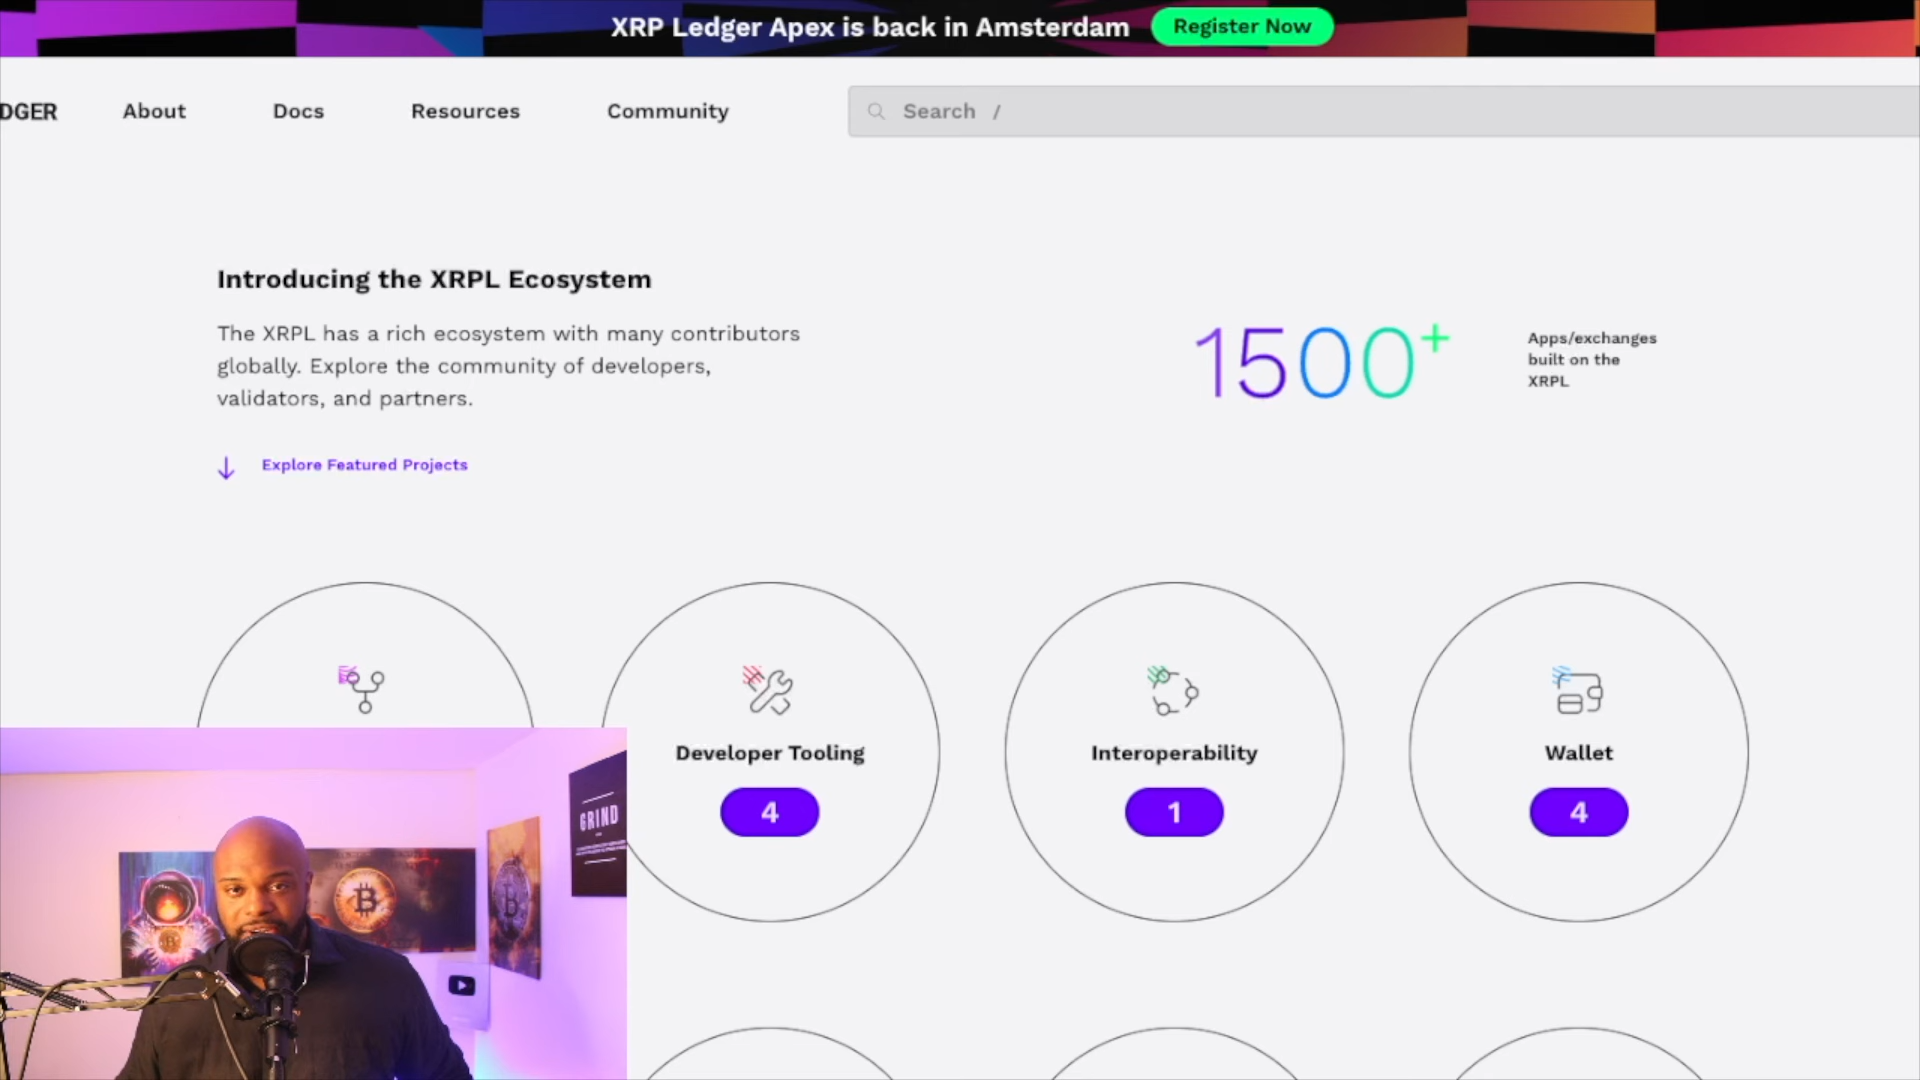 XRP Ledger Apex is back in Amsterdam
Register Now
DGER
About
Docs
Resources
Community
Search /
Introducing the XRPL Ecosystem
The XRPL has a rich ecosystem with many contributors
globally. Explore the community of developers,
validators, and partners.
Explore Featured Projects
1500+
Apps/exchanges
built on the
XRPL
Developer Tooling
4
Interoperability
1
Wallet
4
GRIND